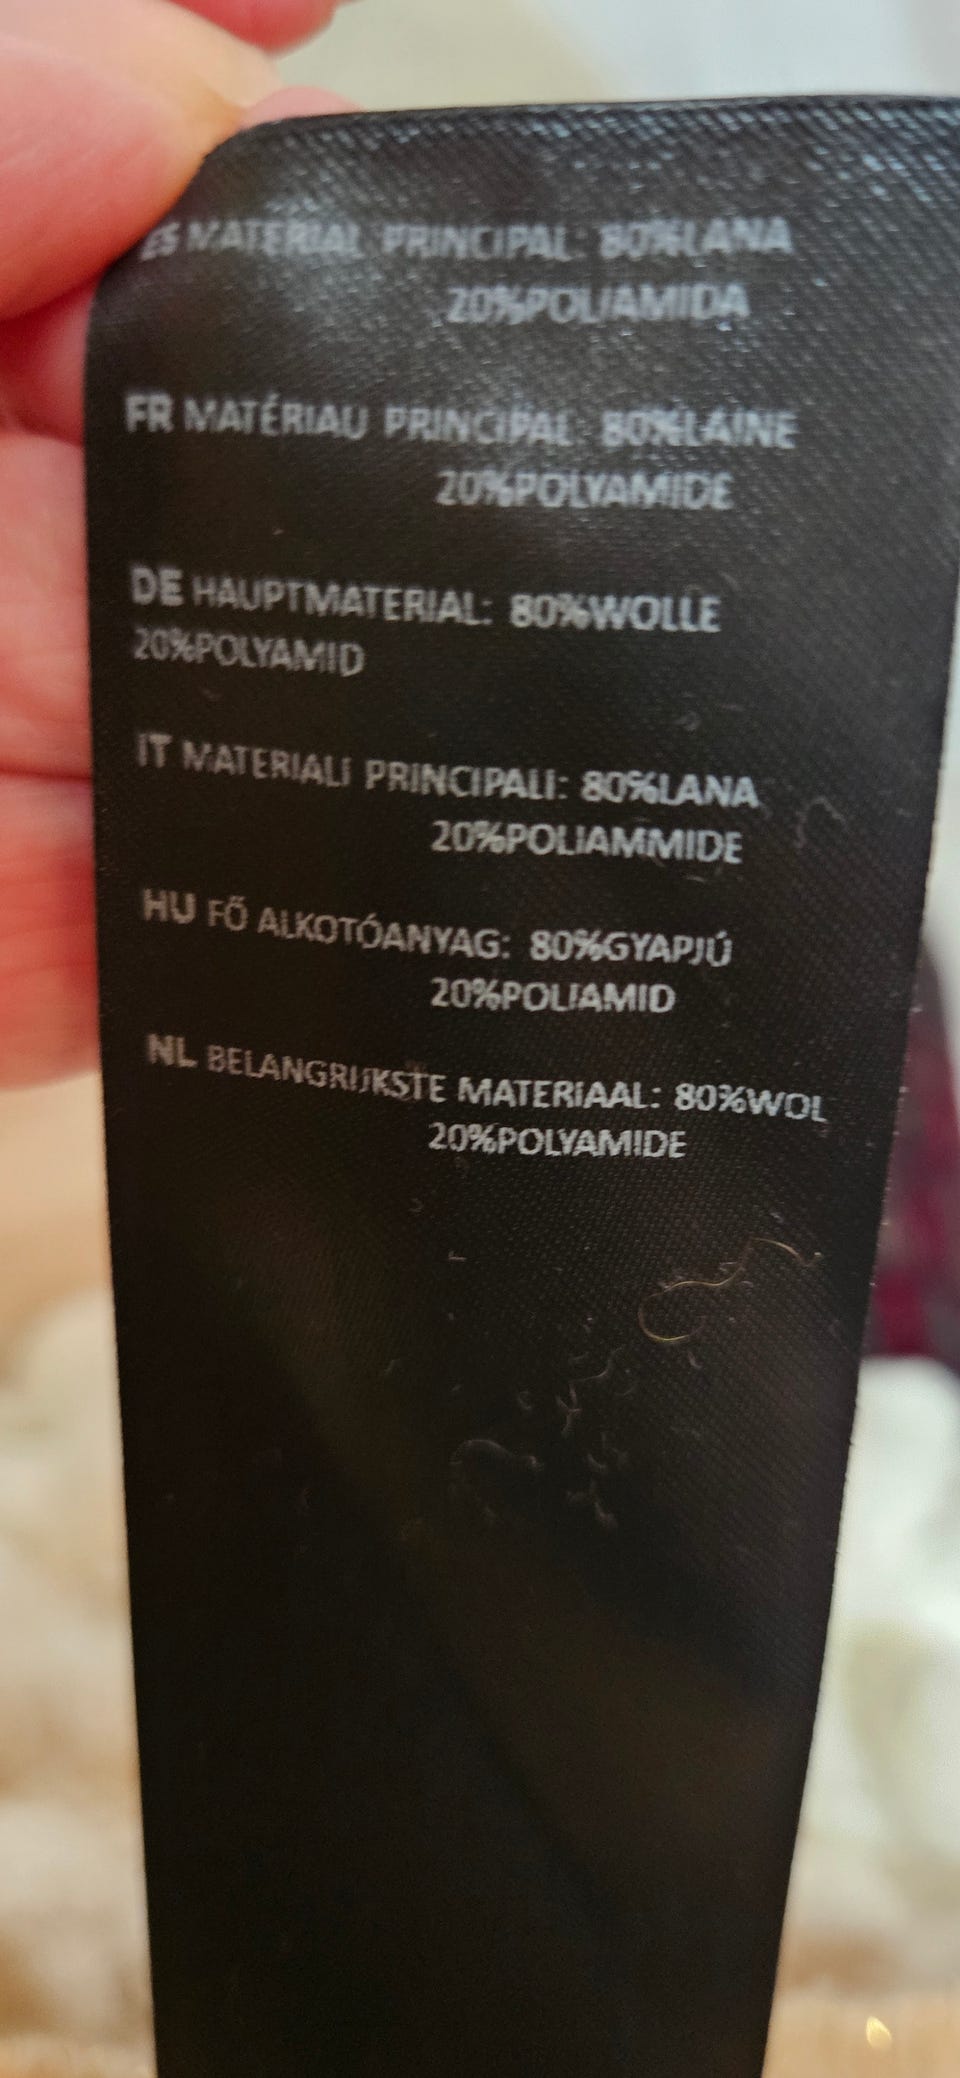 ES MATERIAL PRINCIPAL: 80%LANA
20%POLIAMIDA
FR MATÉRIAU PRINCIPAL: 80%LAINE
20%POLYAMIDE
DE HAUPTMATERIAL: 80%WOLLE
20%POLYAMID
IT MATERIALI PRINCIPALI: 80%LANA
20%POLIAMMIDE
HU FŐ ALKOTÓANYAG: 80%GYAPJÚ
20%POLIAMID
NL BELANGRIJKSTE MATERIAAL: 80%WOL
20%POLYAMIDE